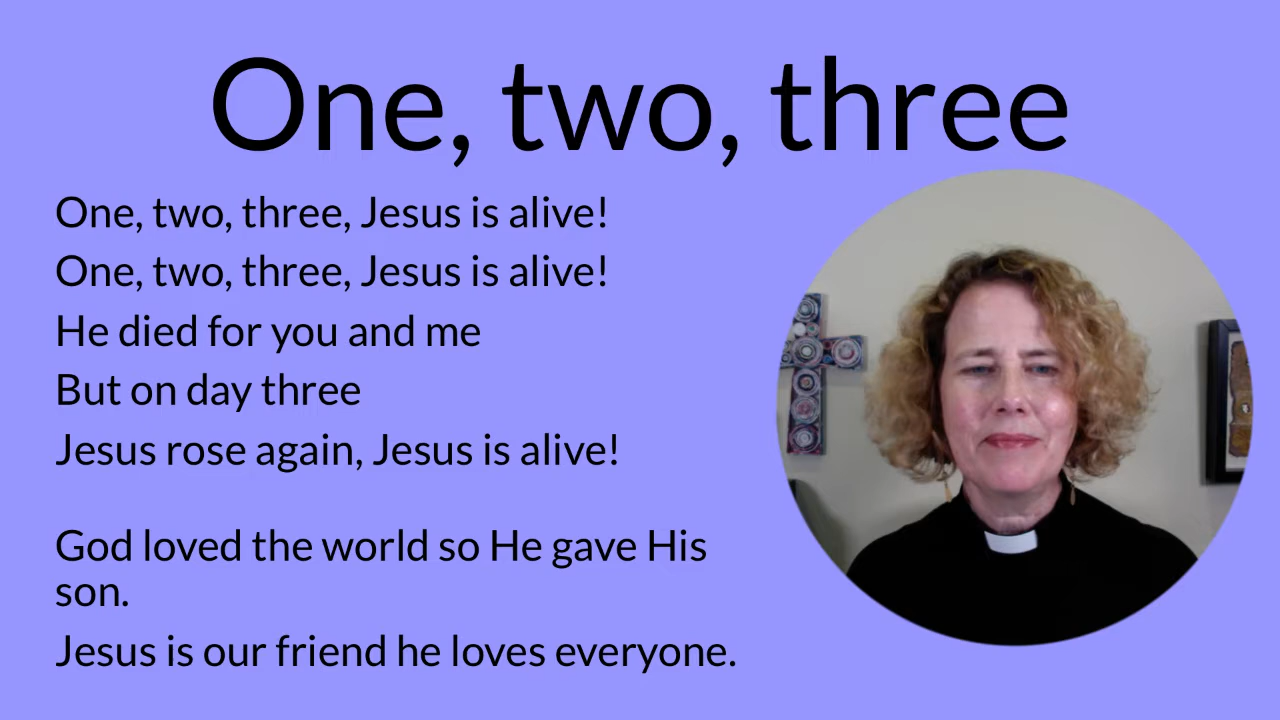 One, two, three
One, two, three, Jesus is alive!
One, two, three, Jesus is alive!
He died for you and me
But on day three
Jesus rose again, Jesus is alive!
God loved the world so He gave His
son.
Jesus is our friend he loves everyone.